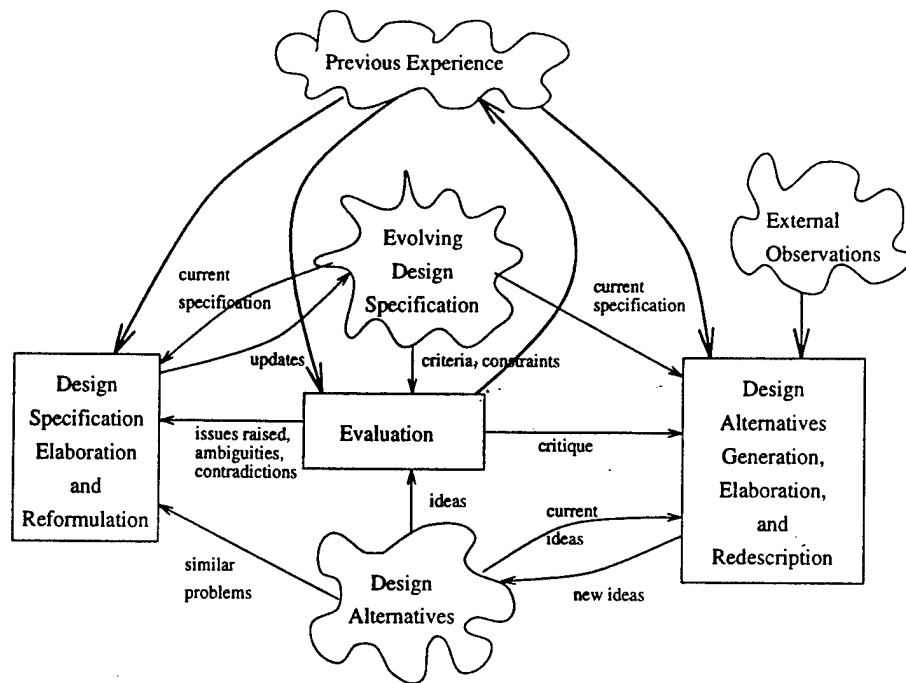 Previous Experience
External
Observations
Evolving
Design
Specification
current
specification
current
specification
updates
criteria, constraints
Design
Specification
Elaboration
and
Reformulation
Evaluation
issues raised,
ambiguities,
contradictions
critique
Design
Alternatives
Generation,
Elaboration,
and
Redescription
ideas
current
ideas
similar
problems
Design
Alternatives
new ideas